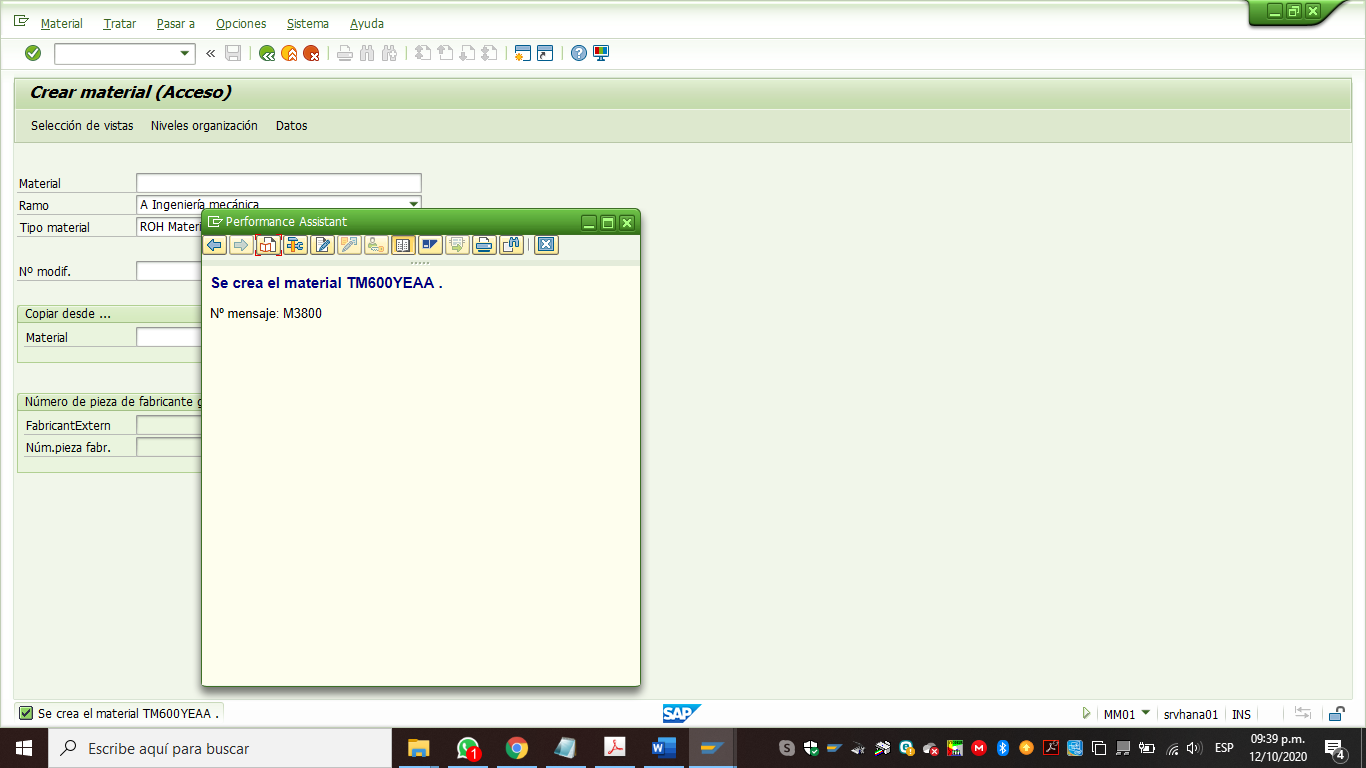 Material Tratar Pasar a Opciones Sistema Ayuda
Crear material (Acceso)
Selección de vistas Niveles organización Datos
Material
Ramo A Ingeniería mecánica
Tipo material ROH Materi
Nº modif.
Copiar desde ...
Material
Número de pieza de fabricante g
FabricantExtern
Núm.pieza fabr.
Performance Assistant
Se crea el material TM600YEAA .
Nº mensaje: M3800
Se crea el material TM600YEAA .
SAP
MM01 srvhana01 INS
Escribe aquí para buscar
1
ESP
09:39 p.m.
12/10/2020
4